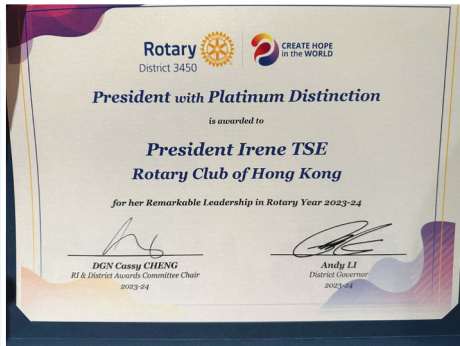 Rotary
District 3450
CREATE HOPE
in the WORLD
President with Platinum Distinction
is awarded to
President Irene TSE
Rotary Club of Hong Kong
for her Remarkable Leadership in Rotary Year 2023-24
DGN Cassy CHENG
RI & District Awards Committee Chair
2023-24
Andy LI
District Governor
2023-24